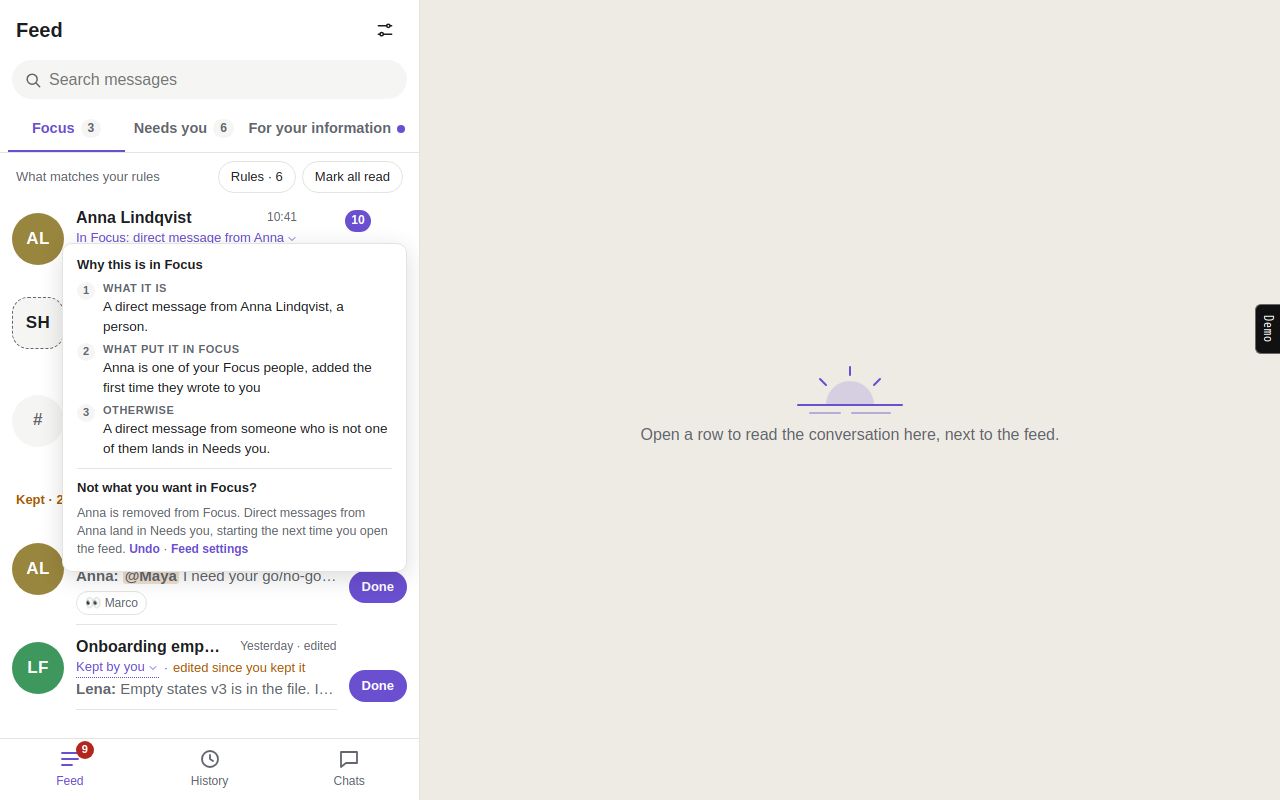 Feed
Search messages
Focus 3 Needs you 6 For your information
What matches your rules Rules · 6 Mark all read
AL Anna Lindqvist 10:41 10
In Focus: direct message from Anna
Why this is in Focus
1 WHAT IT IS
A direct message from Anna Lindqvist, a
person.
SH
2 WHAT PUT IT IN FOCUS
Anna is one of your Focus people, added the
first time they wrote to you
3 OTHERWISE
A direct message from someone who is not one
of them lands in Needs you.
#
Not what you want in Focus?
Kept · 2
Anna is removed from Focus. Direct messages from
Anna land in Needs you, starting the next time you open
the feed. Undo · Feed settings
AL
Anna: @Maya I need your go/no-go…
Done
👀 Marco
LF Onboarding emp… Yesterday · edited
Kept by you · edited since you kept it
Lena: Empty states v3 is in the file. I…
Done
9
Feed History Chats
Open a row to read the conversation here, next to the feed.
Demo